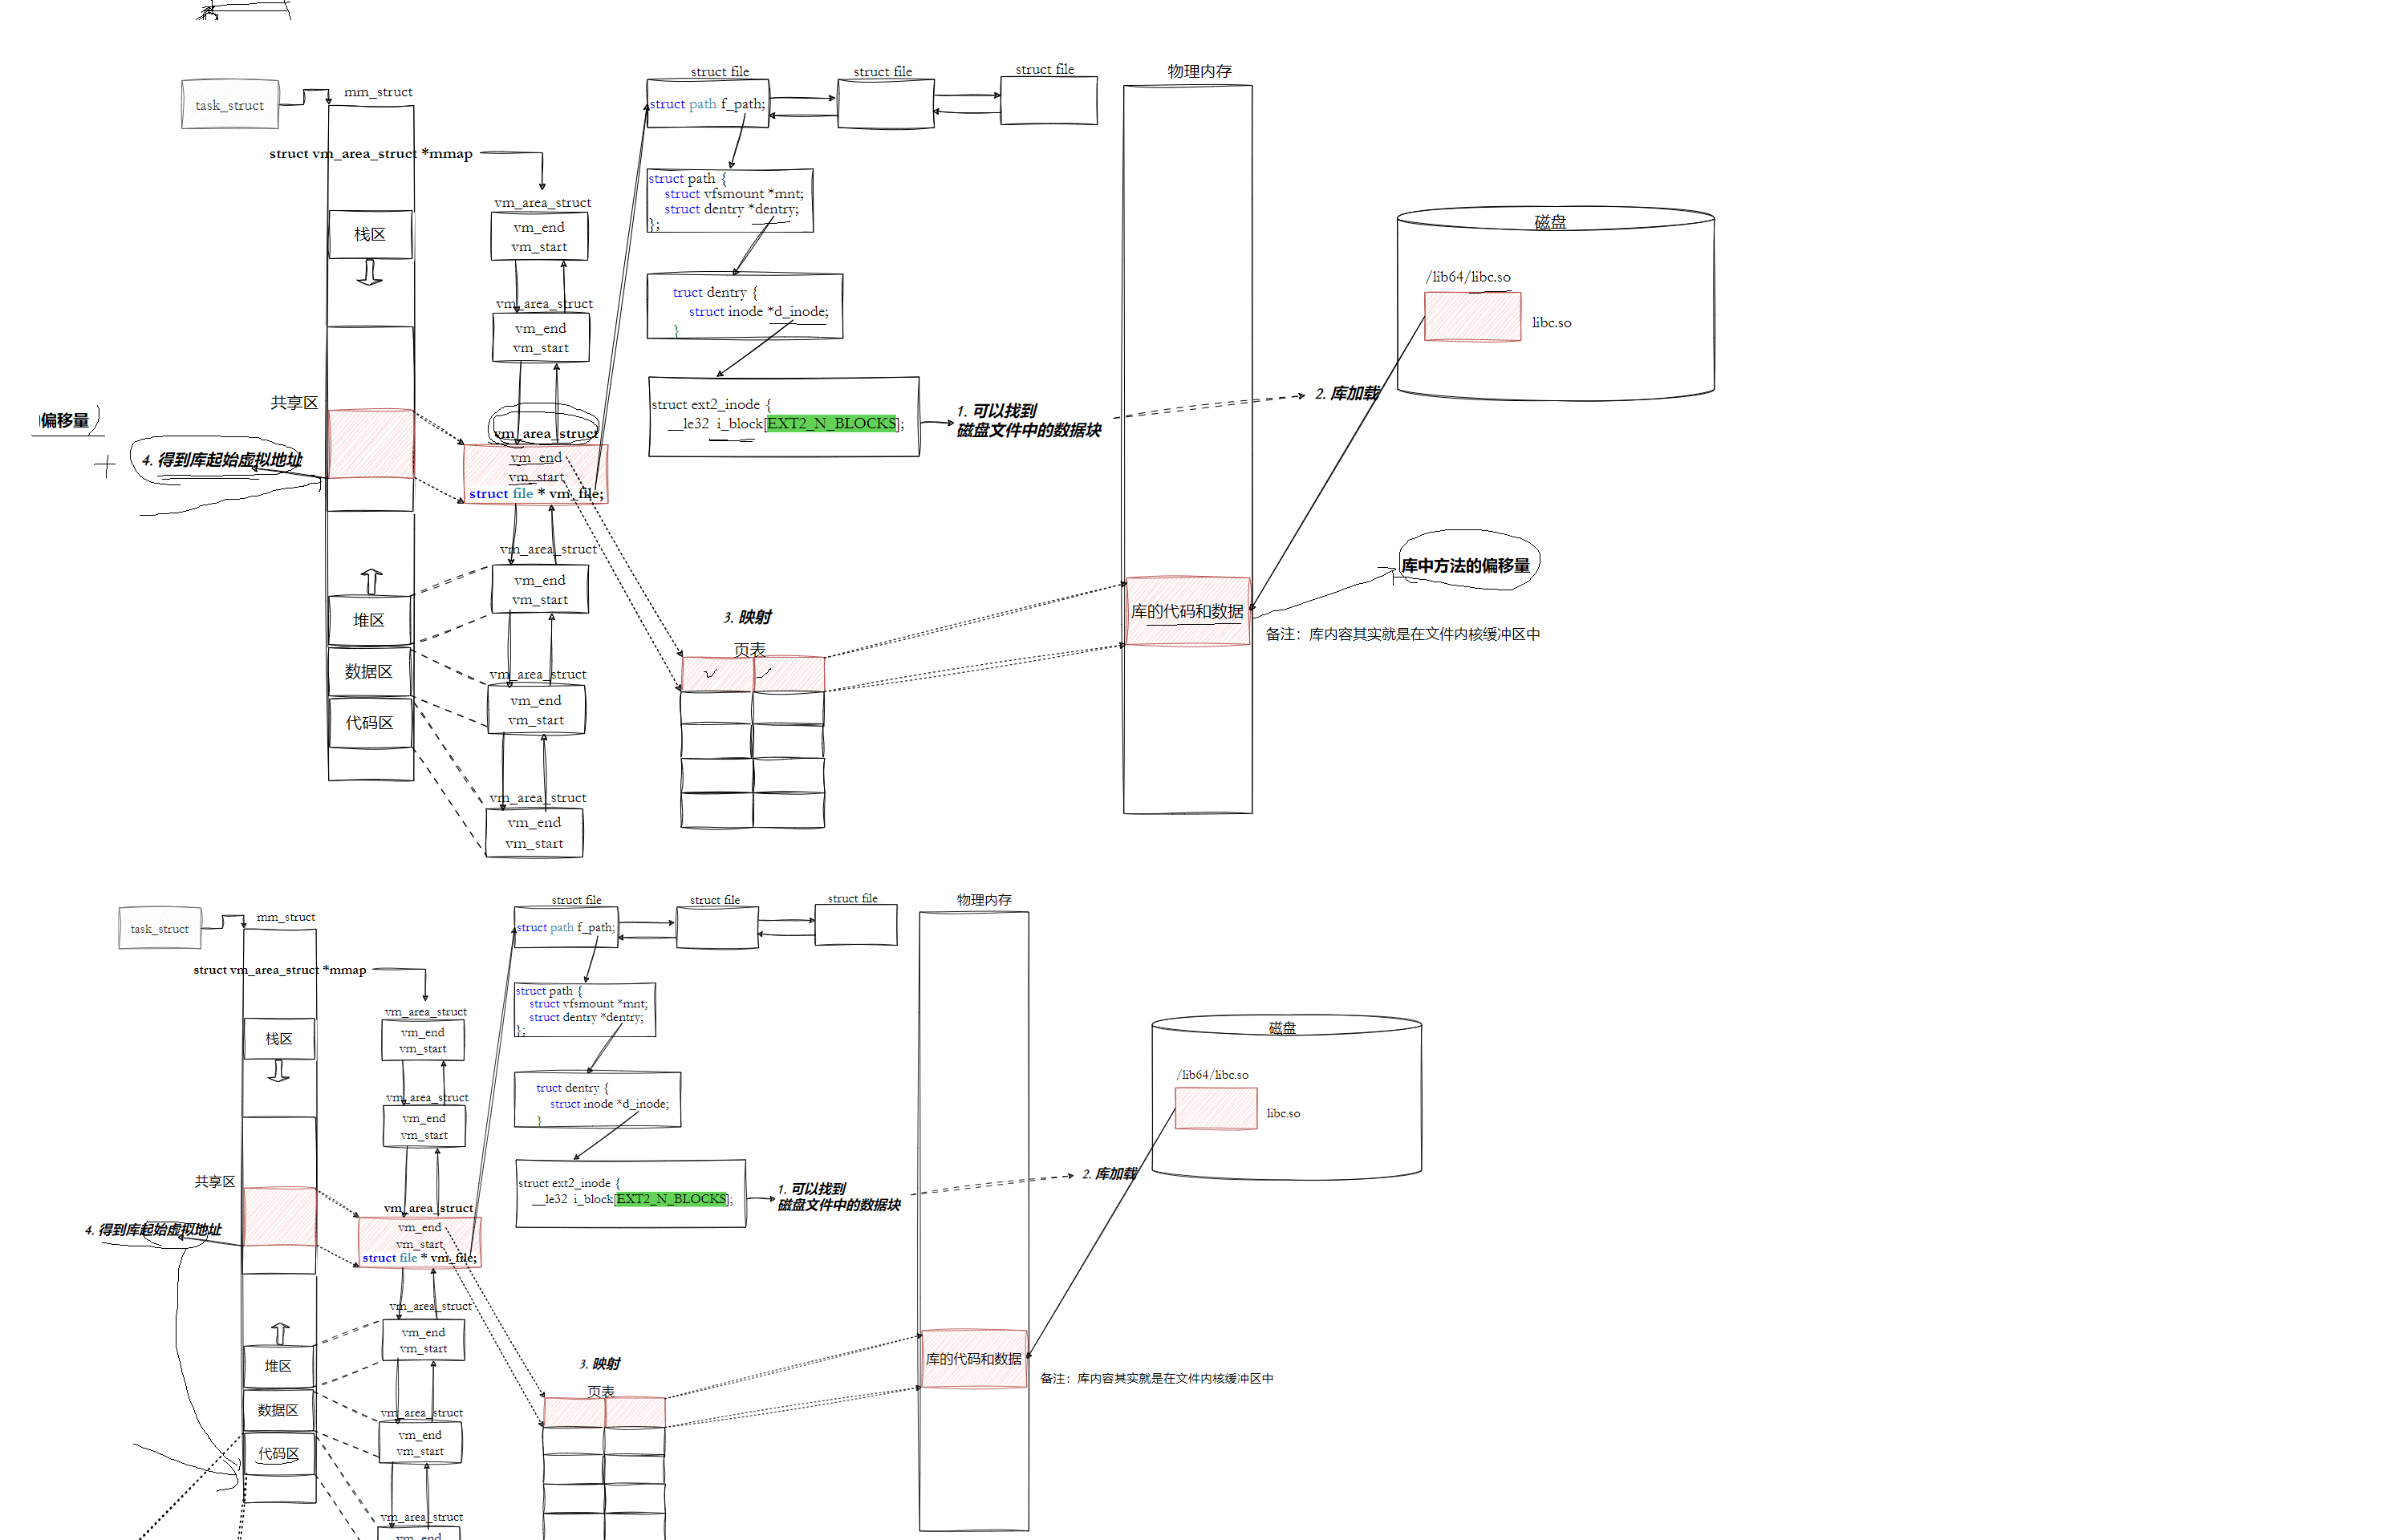 task_struct
mm_struct
struct vm_area_struct *mmap
栈区
共享区
偏移量
4. 得到库起始虚拟地址
堆区
数据区
代码区
vm_area_struct
vm_end
vm_start
vm_area_struct
vm_end
vm_start
vm_area_struct
vm_end
vm_start
struct file * vm_file;
vm_area_struct
vm_end
vm_start
vm_area_struct
vm_end
vm_start
vm_area_struct
vm_end
vm_start
struct file
struct path f_path;
struct file
struct file
struct path {
struct vfsmount *mnt;
struct dentry *dentry;
};
truct dentry {
struct inode *d_inode;
}
struct ext2_inode {
__le32 i_block[EXT2_N_BLOCKS];
1. 可以找到
磁盘文件中的数据块
2. 库加载
3. 映射
页表
物理内存
库的代码和数据
磁盘
/lib64/libc.so
libc.so
库中方法的偏移量
备注：库内容其实就是在文件内核缓冲区中
task_struct
mm_struct
struct vm_area_struct *mmap
栈区
共享区
4. 得到库起始虚拟地址
堆区
数据区
代码区
vm_area_struct
vm_end
vm_start
vm_area_struct
vm_end
vm_start
vm_area_struct
vm_end
vm_start
struct file * vm_file;
vm_area_struct
vm_end
vm_start
vm_area_struct
vm_end
vm_start
vm_area_struct
vm_end
struct file
struct path f_path;
struct file
struct file
struct path {
struct vfsmount *mnt;
struct dentry *dentry;
};
truct dentry {
struct inode *d_inode;
}
struct ext2_inode {
__le32 i_block[EXT2_N_BLOCKS];
1. 可以找到
磁盘文件中的数据块
2. 库加载
3. 映射
页表
物理内存
库的代码和数据
磁盘
/lib64/libc.so
libc.so
备注：库内容其实就是在文件内核缓冲区中